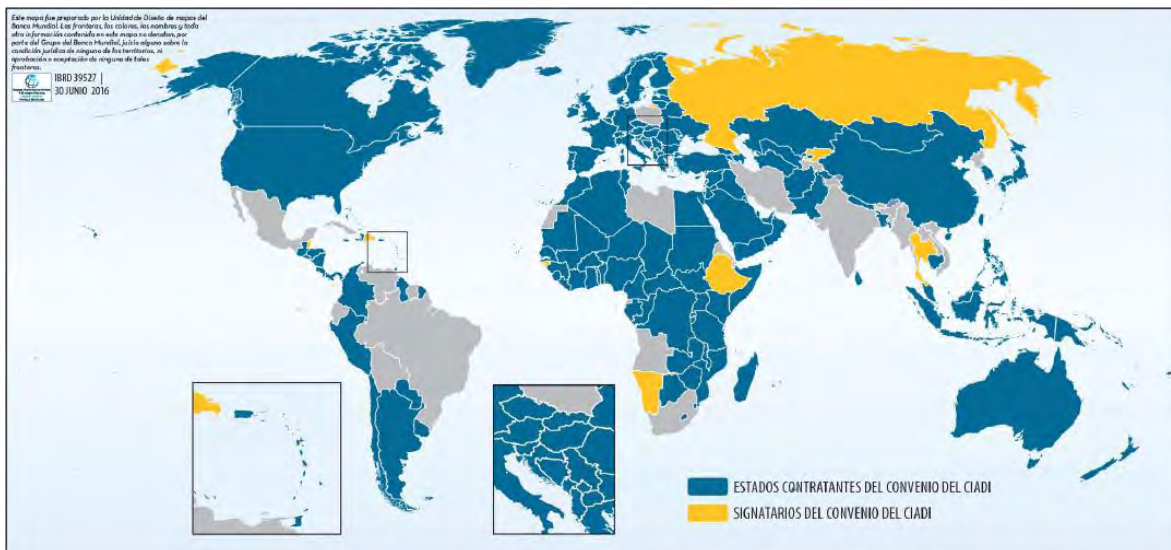 Este mapa fue preparado por la Unidad de Diseño de mapas del
Banco Mundial. Las fronteras, los colores, los nombres y toda
otra información contenida en este mapa no denotan, por
parte del Grupo del Banco Mundial, juicio alguno sobre la
condición jurídica de ninguno de los territorios, ni
aprobación o aceptación de ninguna de tales
fronteras.
IBRD 39527 |
30 JUNIO 2016
ESTADOS CONTRATANTES DEL CONVENIO DEL CIADI
SIGNATARIOS DEL CONVENIO DEL CIADI